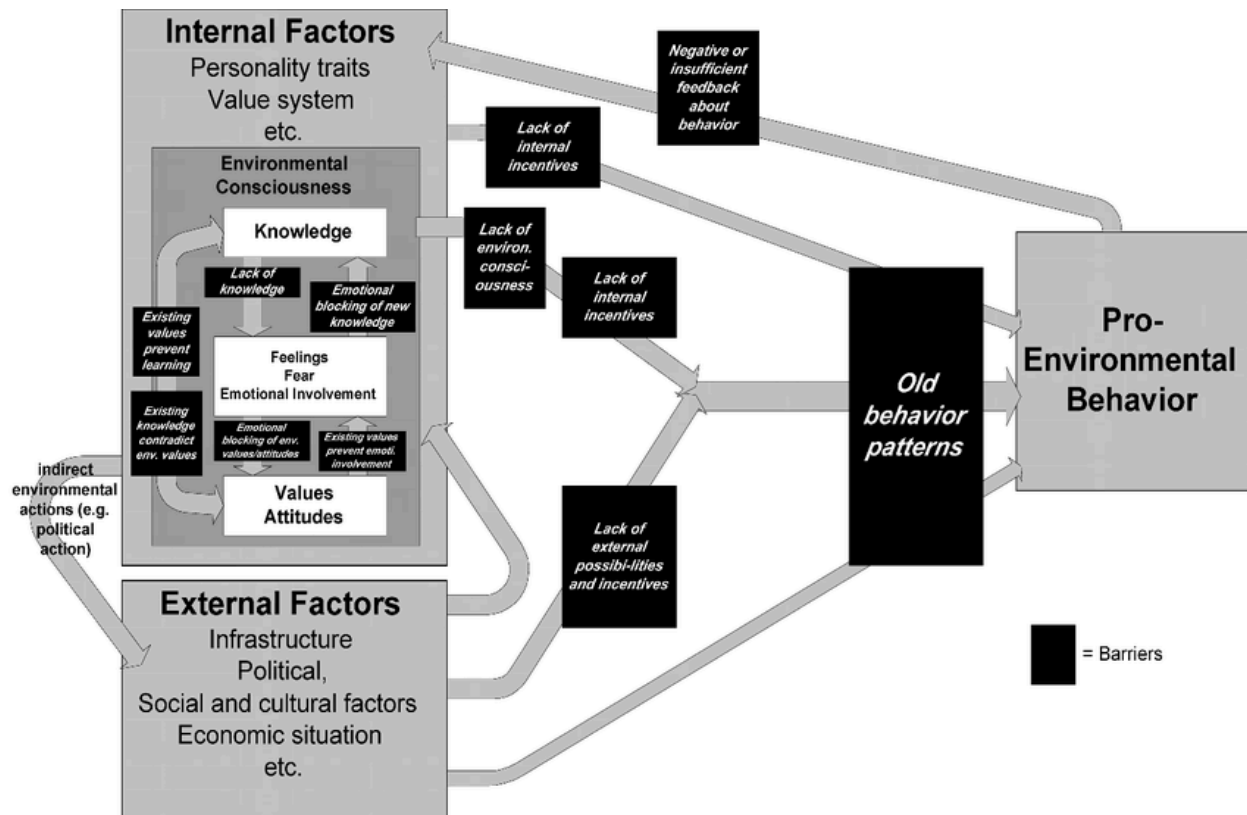 Internal Factors
Personality traits
Value system
etc.
Environmental
Consciousness
Knowledge
Lack of
knowledge
Emotional
blocking of new
knowledge
Existing
values
prevent
learning
Feelings
Fear
Emotional Involvement
Existing
knowledge
contradict
env. values
Emotional
blocking of env.
values/attitudes
Existing values
prevent emoti.
involvement
Values
Attitudes
indirect
environmental
actions (e.g.
political
action)
External Factors
Infrastructure
Political,
Social and cultural factors
Economic situation
etc.
Negative or
insufficient
feedback
about
behavior
Lack of
internal
incentives
Lack of
environ.
consci-
ousness
Lack of
internal
incentives
Lack of
external
possibi-lities
and incentives
Old
behavior
patterns
Pro-
Environmental
Behavior
= Barriers